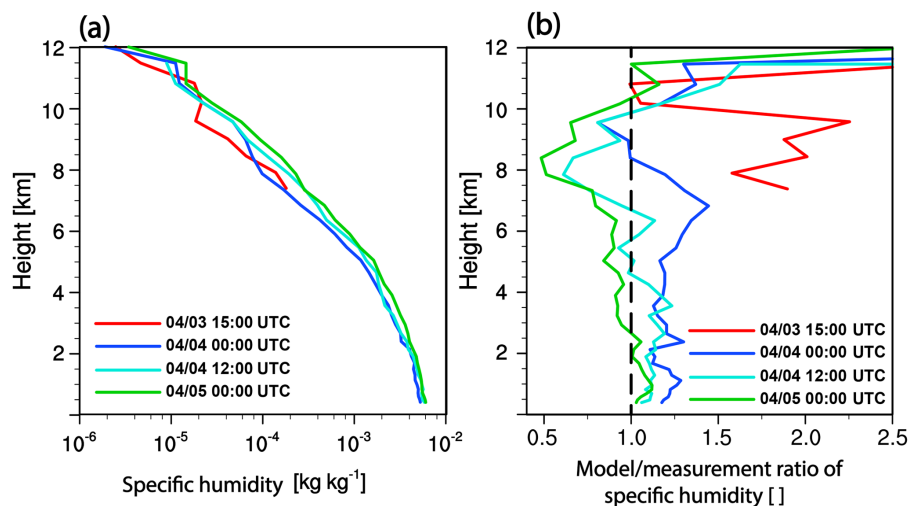 (a)
12
10
8
6
4
2
Height [km]
04/03 15:00 UTC
04/04 00:00 UTC
04/04 12:00 UTC
04/05 00:00 UTC
10-6
10-5
10-4
10-3
10-2
Specific humidity [kg kg-1]
(b)
12
10
8
6
4
2
Height [km]
04/03 15:00 UTC
04/04 00:00 UTC
04/04 12:00 UTC
04/05 00:00 UTC
0.5
1.0
1.5
2.0
2.5
Model/measurement ratio of
specific humidity [ ]